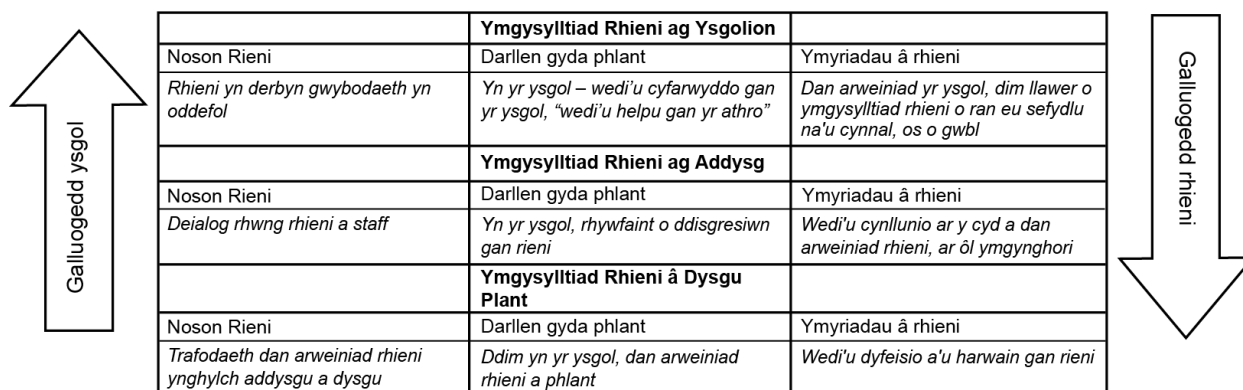 Galluogedd ysgol
Ymgysylltiad Rhieni ag Ysgolion
Noson Rieni
Darllen gyda phlant
Ymyriadau â rhieni
Rhieni yn derbyn gwybodaeth yn
oddefol
Yn yr ysgol – wedi’u cyfarwyddo gan
yr ysgol, “wedi’u helpu gan yr athro”
Dan arweiniad yr ysgol, dim llawer o
ymgysylltiad rhieni o ran eu sefydlu
na'u cynnal, os o gwbl
Ymgysylltiad Rhieni ag Addysg
Noson Rieni
Darllen gyda phlant
Ymyriadau â rhieni
Deialog rhwng rhieni a staff
Yn yr ysgol, rhywfaint o ddisgresiwn
gan rieni
Wedi'u cynllunio ar y cyd a dan
arweiniad rhieni, ar ôl ymgynghori
Ymgysylltiad Rhieni â Dysgu
Plant
Noson Rieni
Darllen gyda phlant
Ymyriadau â rhieni
Trafodaeth dan arweiniad rhieni
ynghylch addysgu a dysgu
Ddim yn yr ysgol, dan arweiniad
rhieni a phlant
Wedi'u dyfeisio a'u harwain gan rieni
Galluogedd rhieni